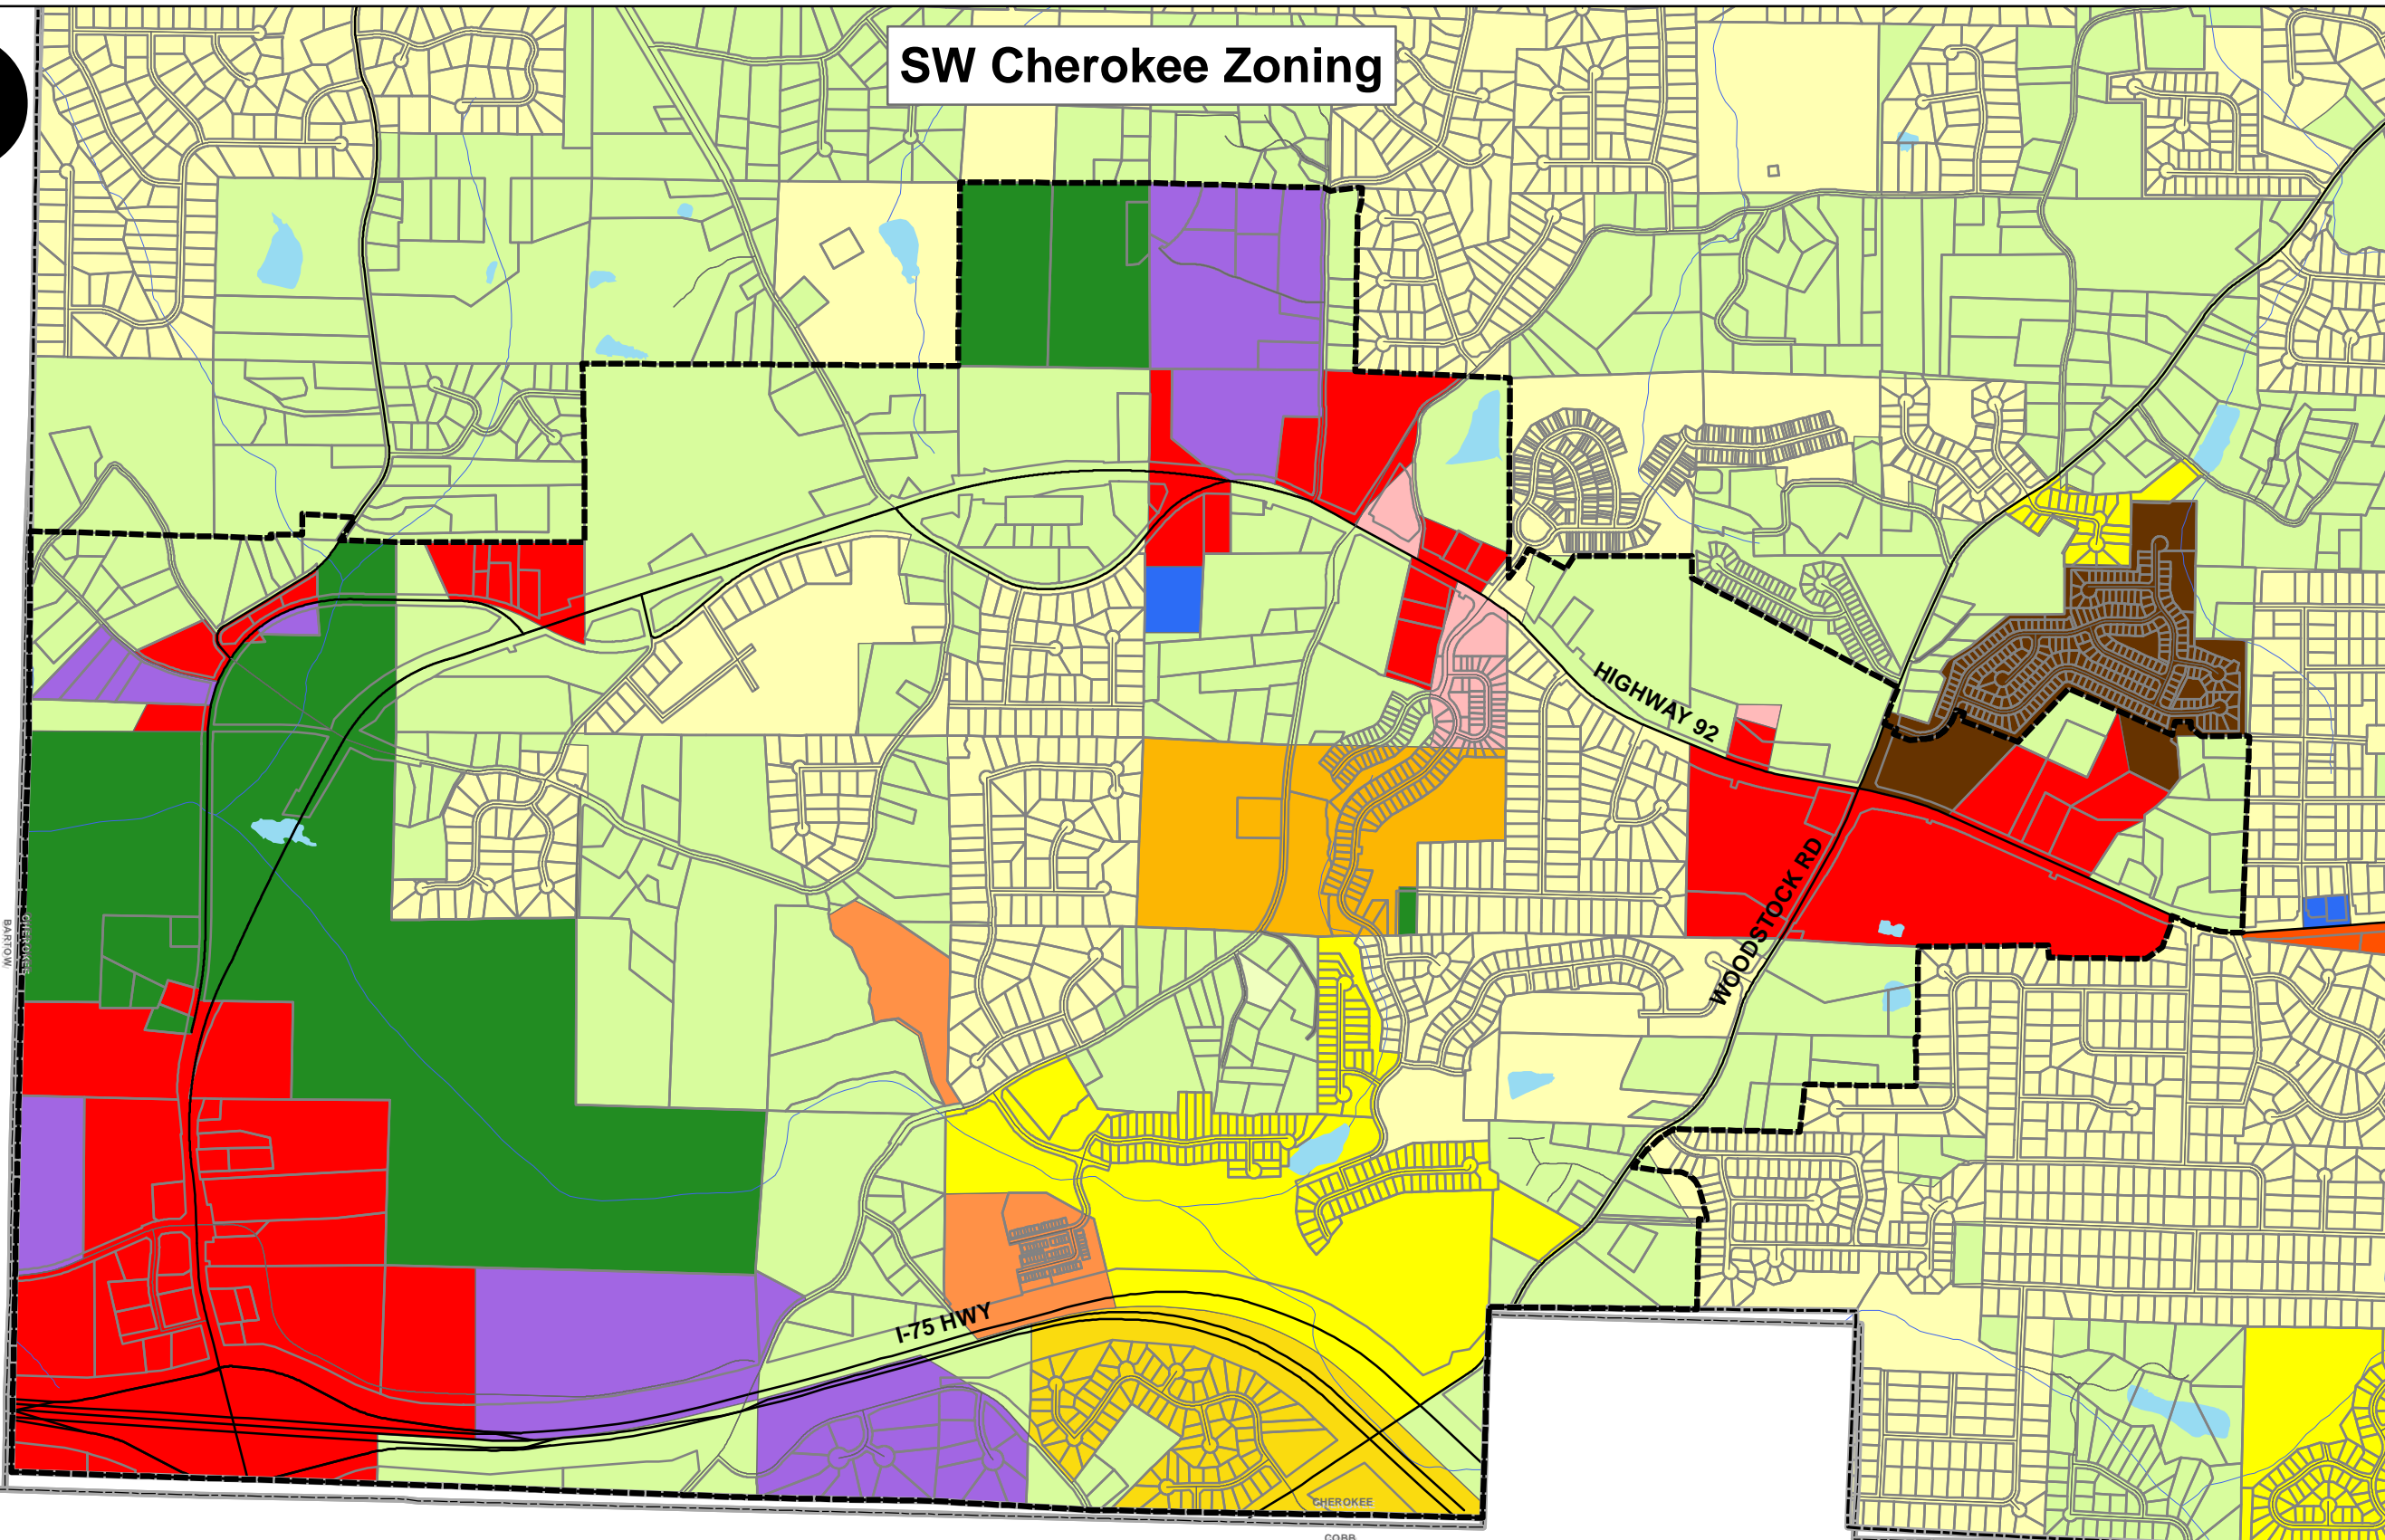 SW Cherokee Zoning
HIGHWAY 92
WOODSTOCK RD
CHEROKEE
BARTOW
I-75 HWY
CHEROKEE
COBB